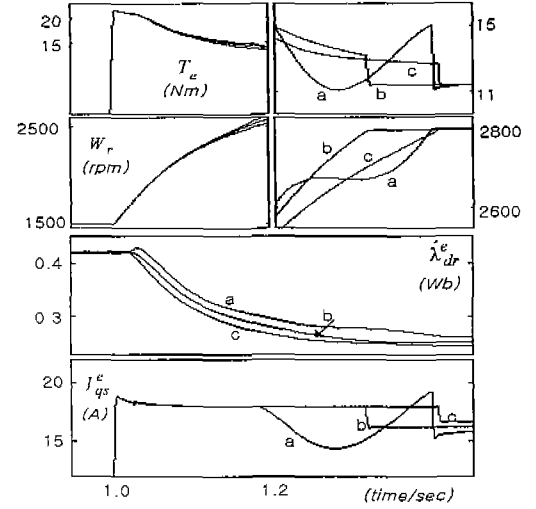 20
15
T_e
(Nm)
15
11
a
b
c
2500
1500
W_r
(rpm)
2800
2600
b
c
a
0.4
0 3
λ̂^e_dr
(Wb)
a
b
c
20
15
I^e_qs
(A)
a
b
c
1.0
1.2
(time/sec)